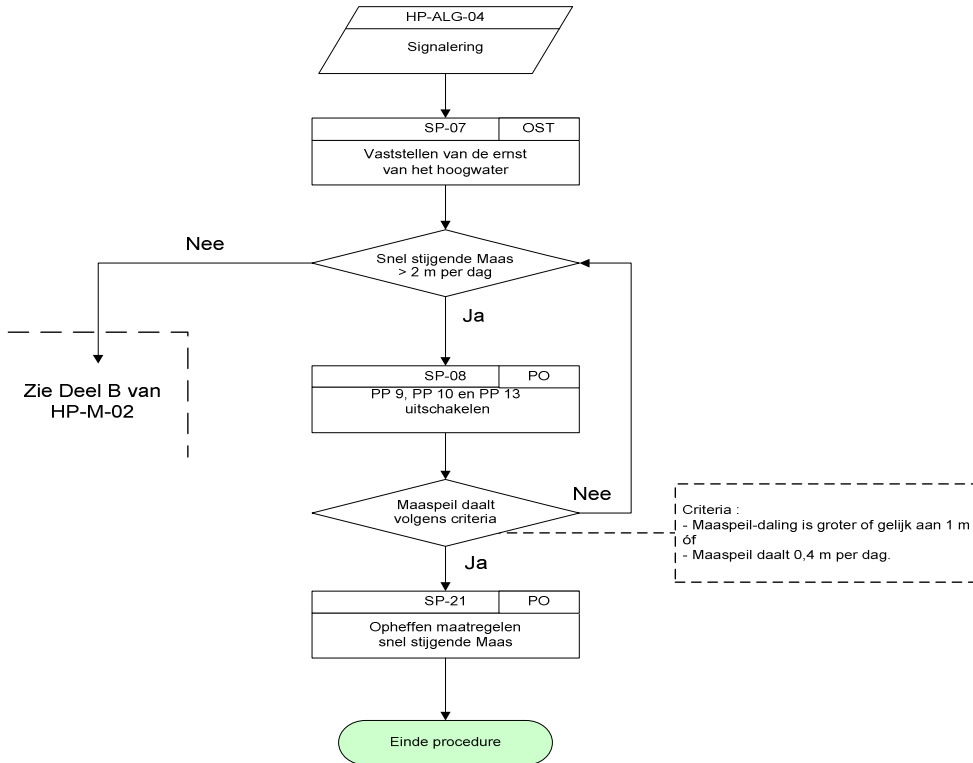 HP-ALG-04
Signalering
SP-07
OST
Vaststellen van de ernst
van het hoogwater
Nee
Snel stijgende Maas
> 2 m per dag
Ja
Zie Deel B van
HP-M-02
SP-08
PO
PP 9, PP 10 en PP 13
uitschakelen
Maaspeil daalt
volgens criteria
Nee
Criteria :
- Maaspeil-daling is groter of gelijk aan 1 m
óf
- Maaspeil daalt 0,4 m per dag.
Ja
SP-21
PO
Opheffen maatregelen
snel stijgende Maas
Einde procedure